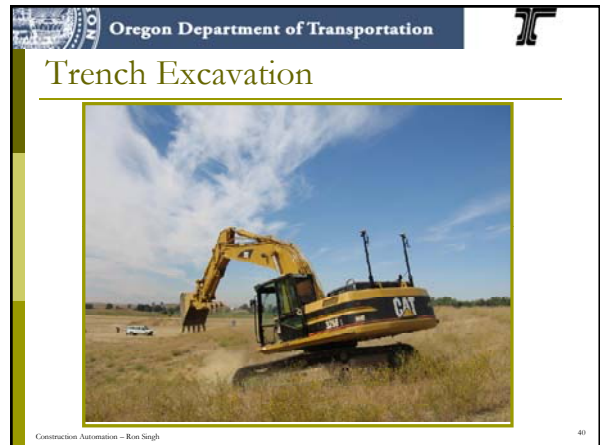 Oregon Department of Transportation
Trench Excavation
CAT
Construction Automation – Ron Singh
40